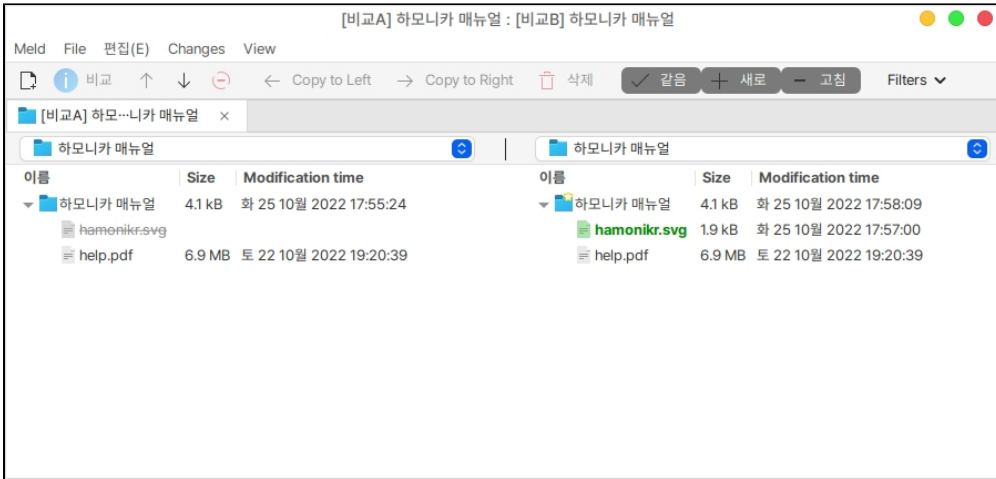 [비교A] 하모니카 매뉴얼 : [비교B] 하모니카 매뉴얼
Meld File 편집(E) Changes View
비교 Copy to Left Copy to Right 삭제 같음 새로 고침 Filters
[비교A] 하모…니카 매뉴얼 ×
하모니카 매뉴얼 하모니카 매뉴얼
이름 Size Modification time 이름 Size Modification time
하모니카 매뉴얼 4.1 kB 화 25 10월 2022 17:55:24 하모니카 매뉴얼 4.1 kB 화 25 10월 2022 17:58:09
hamonikr.svg hamonikr.svg 1.9 kB 화 25 10월 2022 17:57:00
help.pdf 6.9 MB 토 22 10월 2022 19:20:39 help.pdf 6.9 MB 토 22 10월 2022 19:20:39